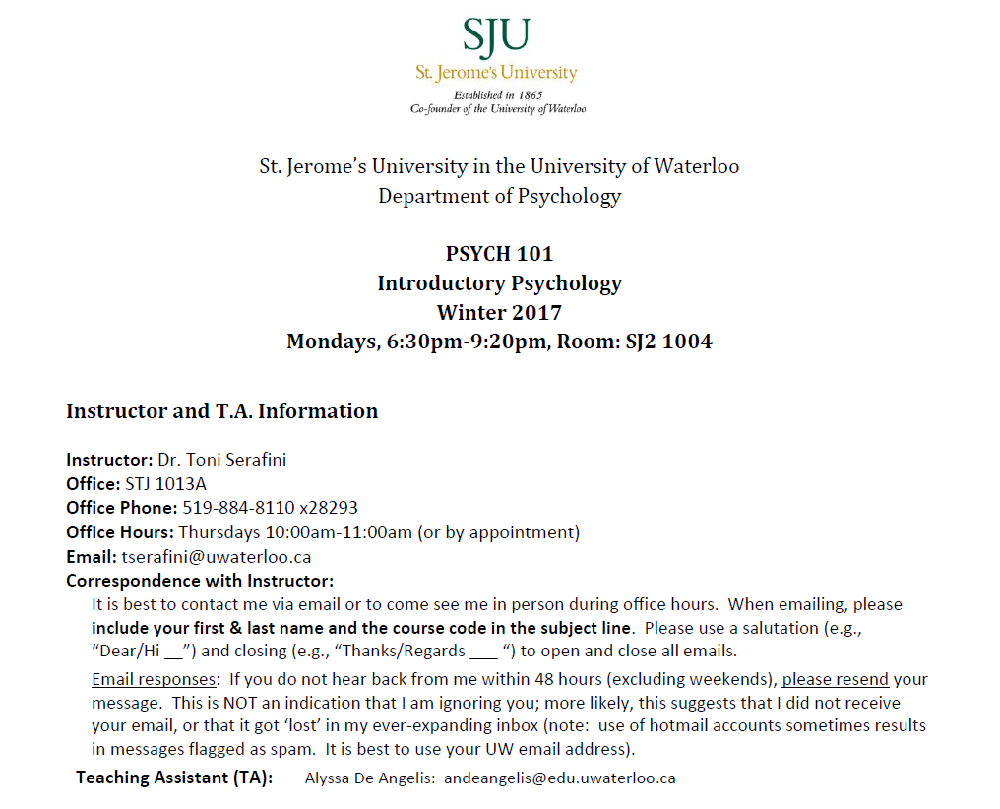 SJU
St. Jerome's University
Established in 1865
Co-founder of the University of Waterloo
St. Jerome's University in the University of Waterloo
Department of Psychology
PSYCH 101
Introductory Psychology
Winter 2017
Mondays, 6:30pm-9:20pm, Room: SJ2 1004
Instructor and T.A. Information
Instructor: Dr. Toni Serafini
Office: STJ 1013A
Office Phone: 519-884-8110 x28293
Office Hours: Thursdays 10:00am-11:00am (or by appointment)
Email: tserafini@uwaterloo.ca
Correspondence with Instructor:
It is best to contact me via email or to come see me in person during office hours.  When emailing, please
include your first & last name and the course code in the subject line.  Please use a salutation (e.g.,
“Dear/Hi __”) and closing (e.g., “Thanks/Regards ___ “) to open and close all emails.
Email responses:  If you do not hear back from me within 48 hours (excluding weekends), please resend your
message.  This is NOT an indication that I am ignoring you; more likely, this suggests that I did not receive
your email, or that it got ‘lost’ in my ever-expanding inbox (note:  use of hotmail accounts sometimes results
in messages flagged as spam.  It is best to use your UW email address).
Teaching Assistant (TA):    Alyssa De Angelis:  andeangelis@edu.uwaterloo.ca